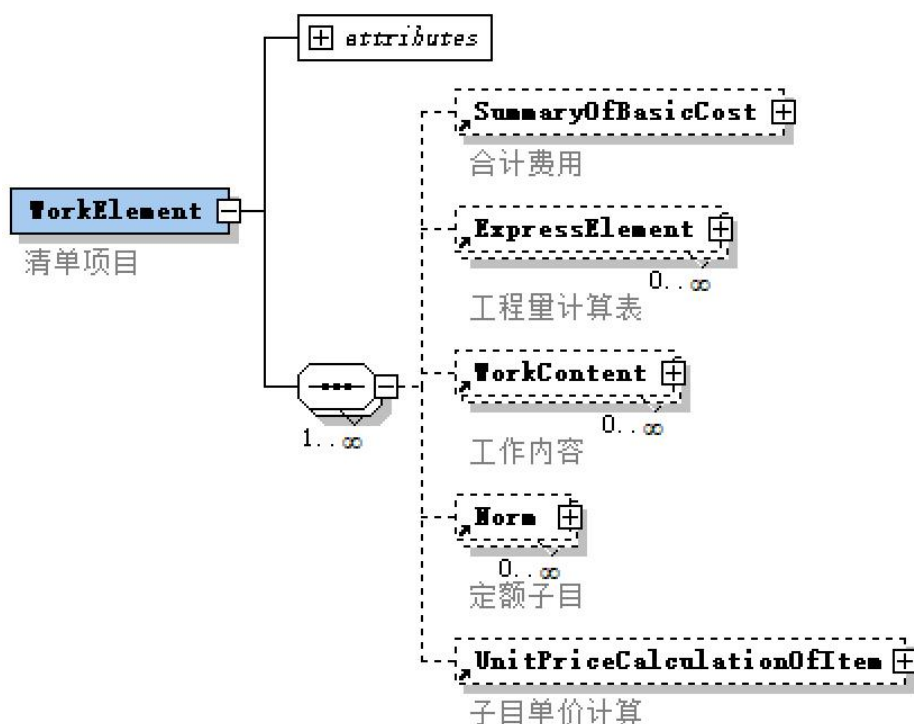 attributes
SummaryOfBasicCost
合计费用
WorkElement
清单项目
ExpressElement
0..∞
工程量计算表
WorkContent
0..∞
工作内容
1..∞
Norm
0..∞
定额子目
UnitPriceCalculationOfItem
子目单价计算